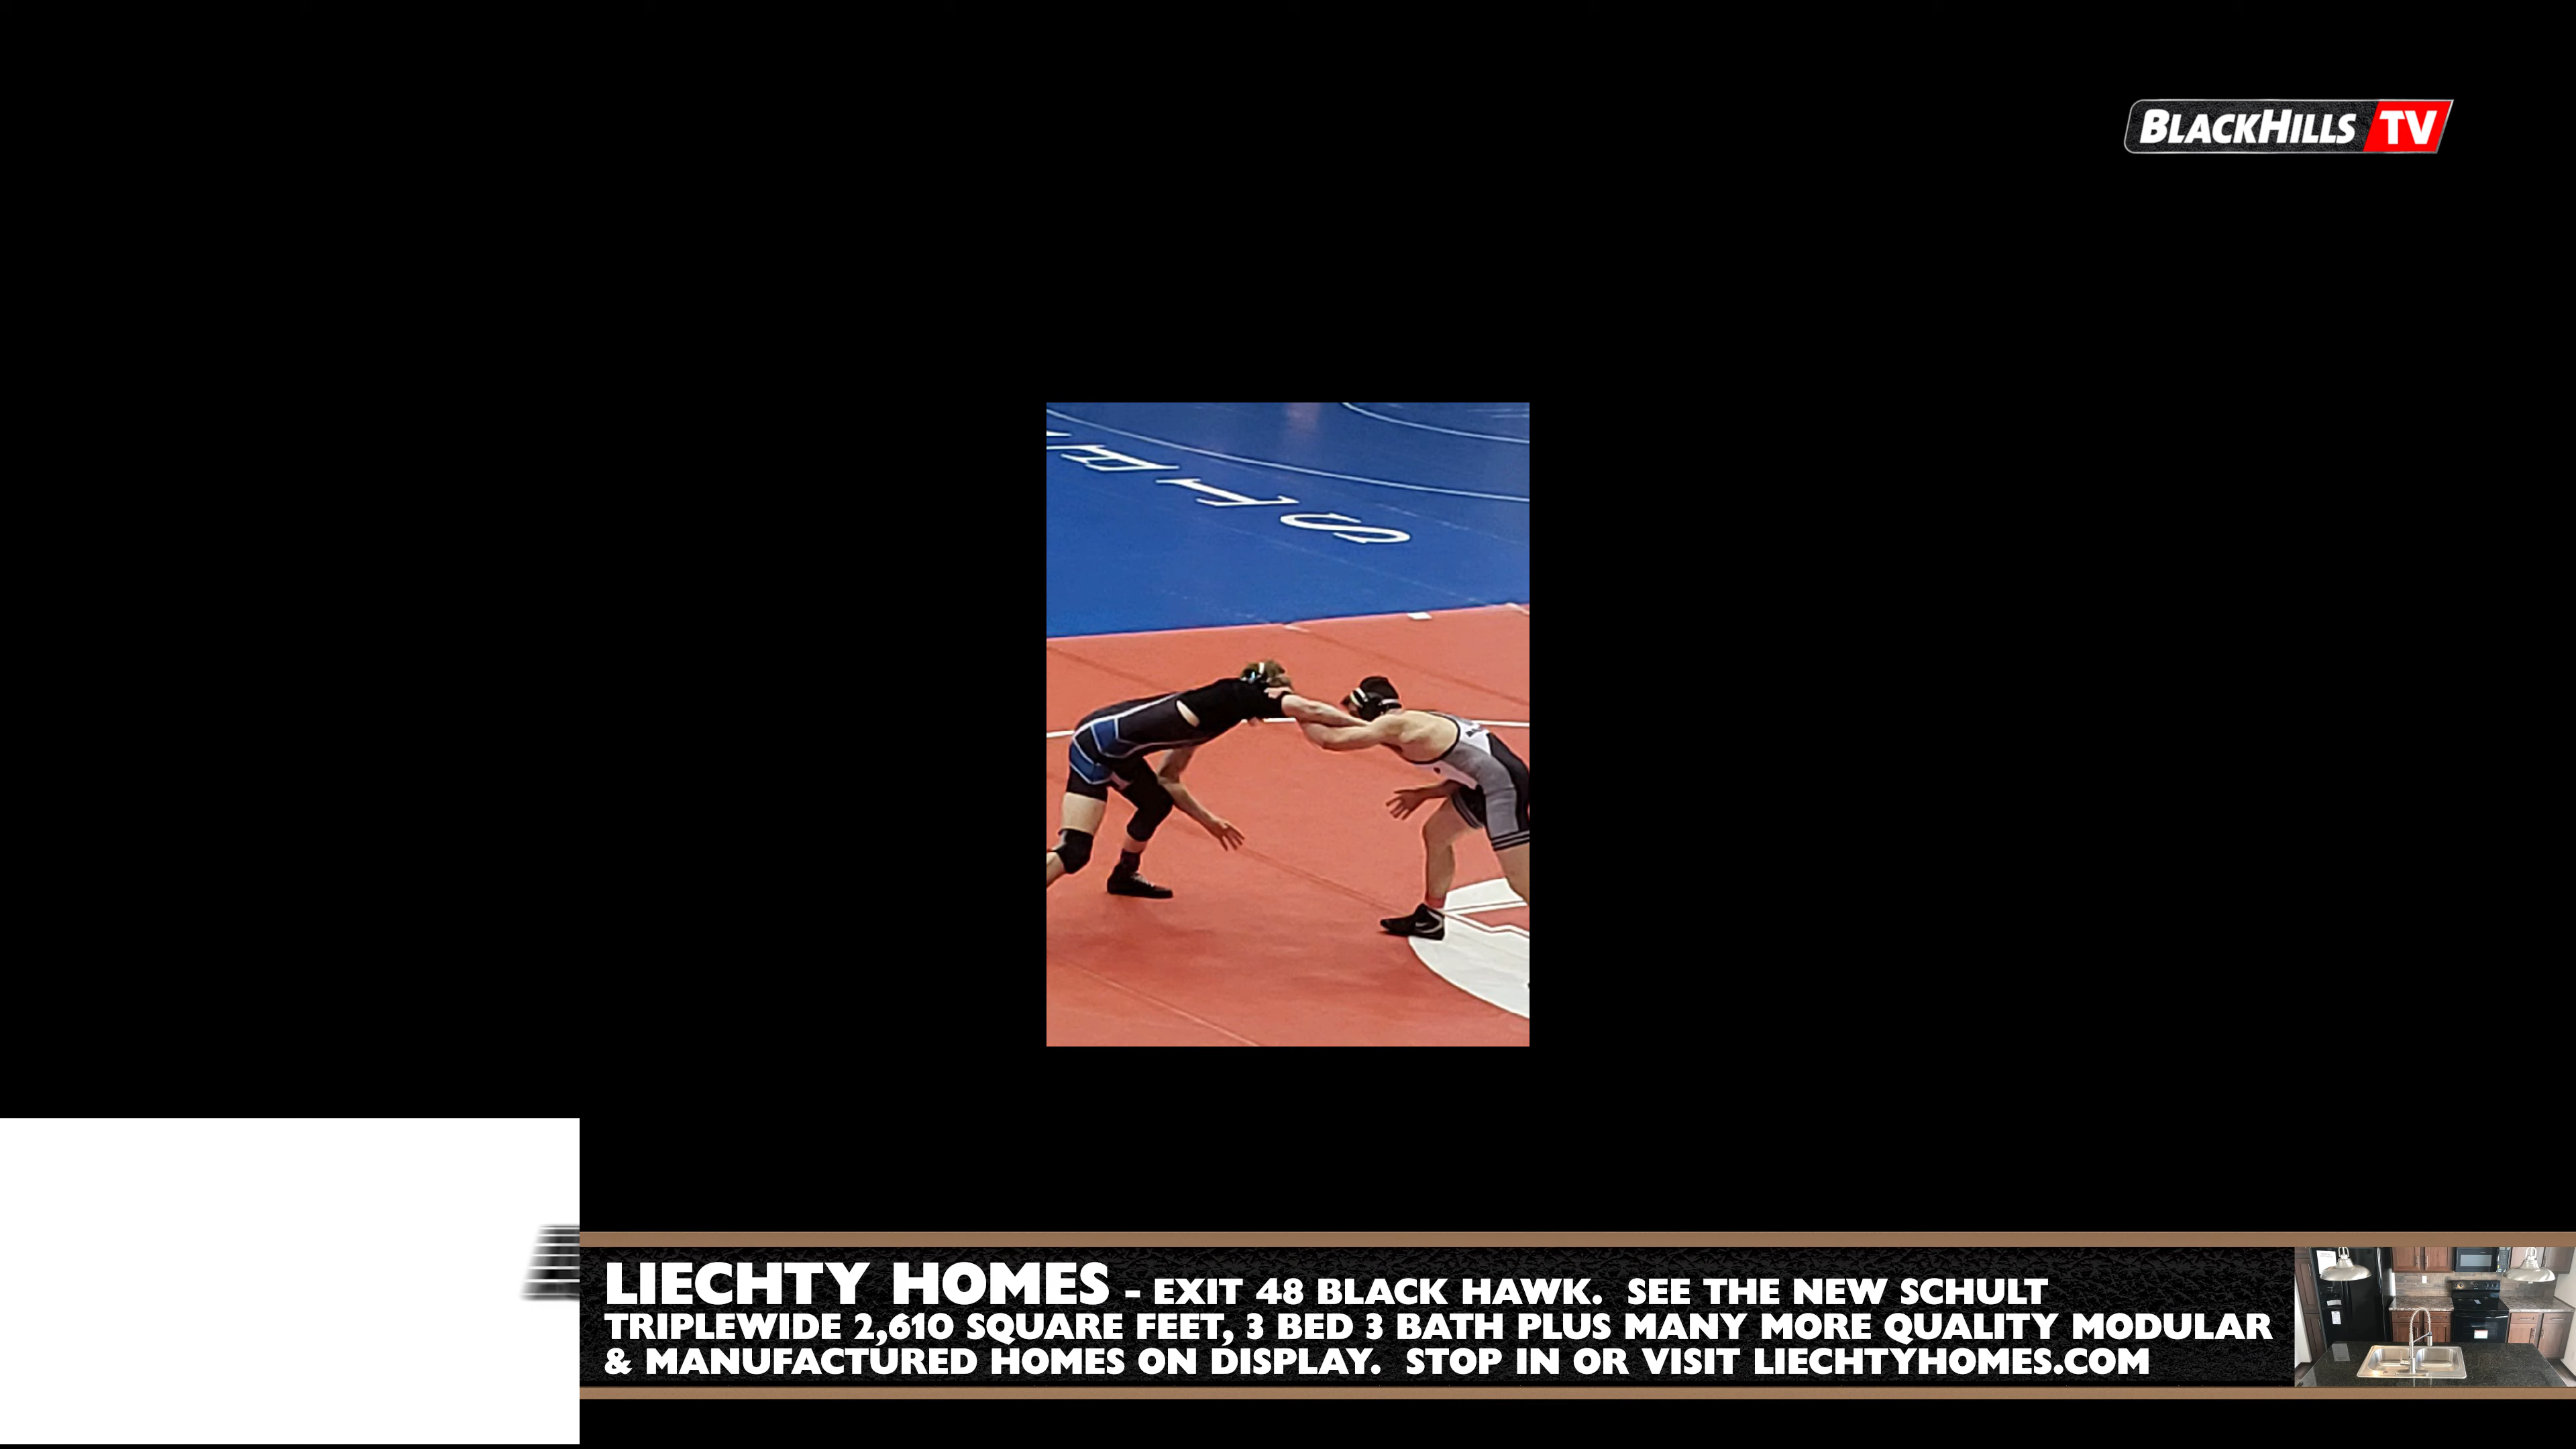 BLACKHILLS TV
LIECHTY HOMES - EXIT 48 BLACK HAWK. SEE THE NEW SCHULT
TRIPLEWIDE 2,610 SQUARE FEET, 3 BED 3 BATH PLUS MANY MORE QUALITY MODULAR
& MANUFACTURED HOMES ON DISPLAY. STOP IN OR VISIT LIECHTYHOMES.COM